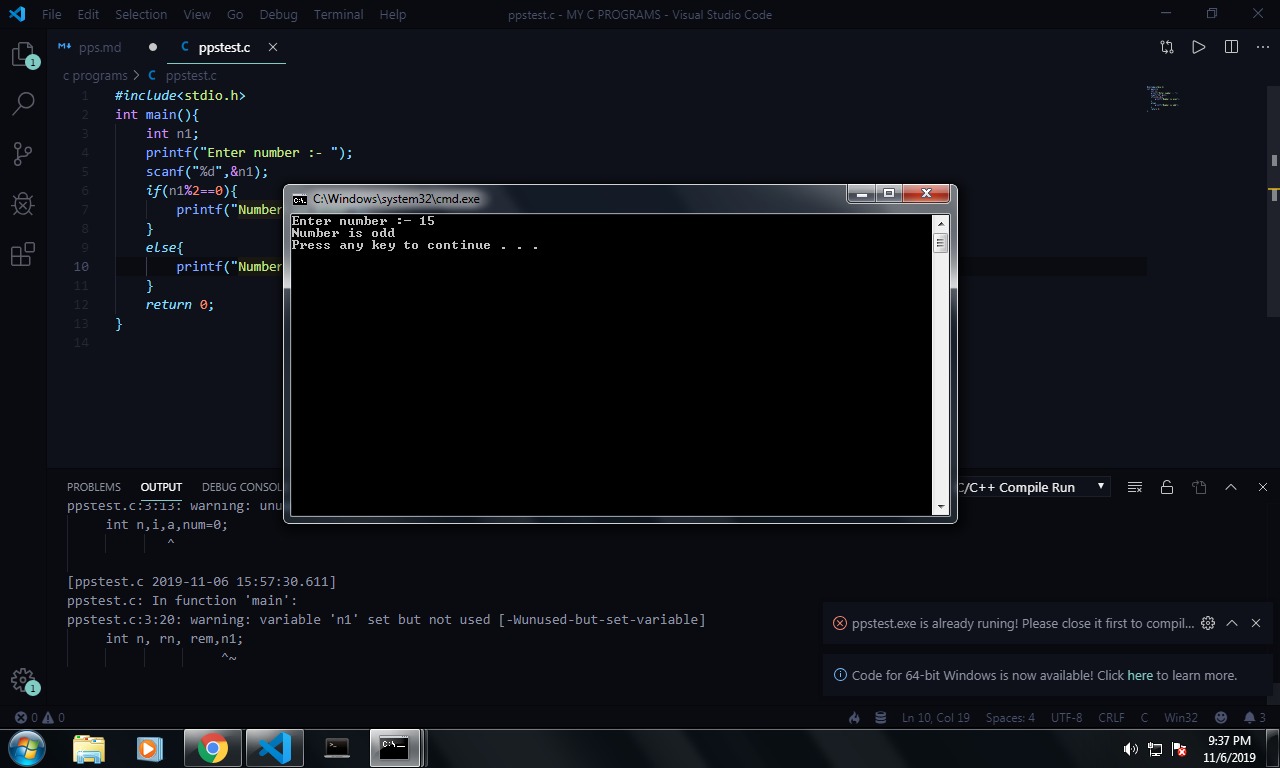 File Edit Selection View Go Debug Terminal Help ppstest.c - MY C PROGRAMS - Visual Studio Code
pps.md ppstest.c
c programs > C ppstest.c
1 #include<stdio.h>
2 int main(){
3 int n1;
4 printf("Enter number :- ");
5 scanf("%d",&n1);
6 if(n1%2==0){
7 printf("Number
8 }
9 else{
10 printf("Number
11 }
12 return 0;
13 }
14
C:\Windows\system32\cmd.exe
Enter number :- 15
Number is odd
Press any key to continue . . .
PROBLEMS OUTPUT DEBUG CONSOL C/C++ Compile Run
ppstest.c:3:13: warning: unu
int n,i,a,num=0;
^
[ppstest.c 2019-11-06 15:57:30.611]
ppstest.c: In function 'main':
ppstest.c:3:20: warning: variable 'n1' set but not used [-Wunused-but-set-variable]
int n, rn, rem,n1;
^~
ppstest.exe is already runing! Please close it first to compil...
Code for 64-bit Windows is now available! Click here to learn more.
1
0 0 Ln 10, Col 19 Spaces: 4 UTF-8 CRLF C Win32 3
9:37 PM
11/6/2019